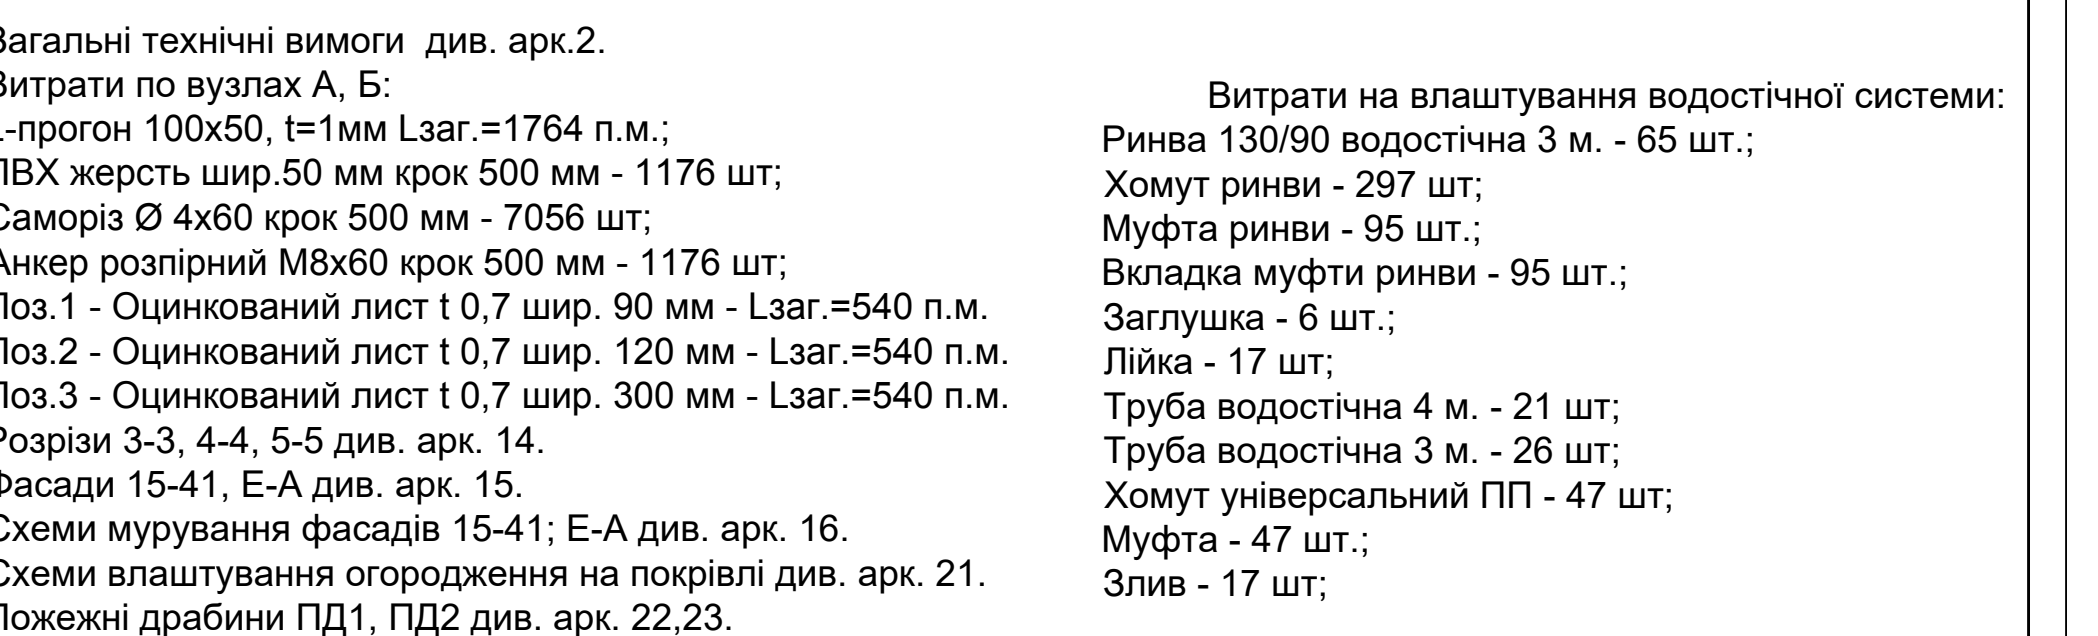 Загальні технічні вимоги див. арк.2.
Витрати по вузлах А, Б:
L-прогон 100х50, t=1мм Lзаг.=1764 п.м.;
ПВХ жерсть шир.50 мм крок 500 мм - 1176 шт;
Саморіз Ø 4х60 крок 500 мм - 7056 шт;
Анкер розпірний М8х60 крок 500 мм - 1176 шт;
Поз.1 - Оцинкований лист t 0,7 шир. 90 мм - Lзаг.=540 п.м.
Поз.2 - Оцинкований лист t 0,7 шир. 120 мм - Lзаг.=540 п.м.
Поз.3 - Оцинкований лист t 0,7 шир. 300 мм - Lзаг.=540 п.м.
Розрізи 3-3, 4-4, 5-5 див. арк. 14.
Фасади 15-41, Е-А див. арк. 15.
Схеми мурування фасадів 15-41; Е-А див. арк. 16.
Схеми влаштування огородження на покрівлі див. арк. 21.
Пожежні драбини ПД1, ПД2 див. арк. 22,23.
Витрати на влаштування водостічної системи:
Ринва 130/90 водостічна 3 м. - 65 шт.;
Хомут ринви - 297 шт;
Муфта ринви - 95 шт.;
Вкладка муфти ринви - 95 шт.;
Заглушка - 6 шт.;
Лійка - 17 шт;
Труба водостічна 4 м. - 21 шт;
Труба водостічна 3 м. - 26 шт;
Хомут універсальний ПП - 47 шт;
Муфта - 47 шт.;
Злив - 17 шт;